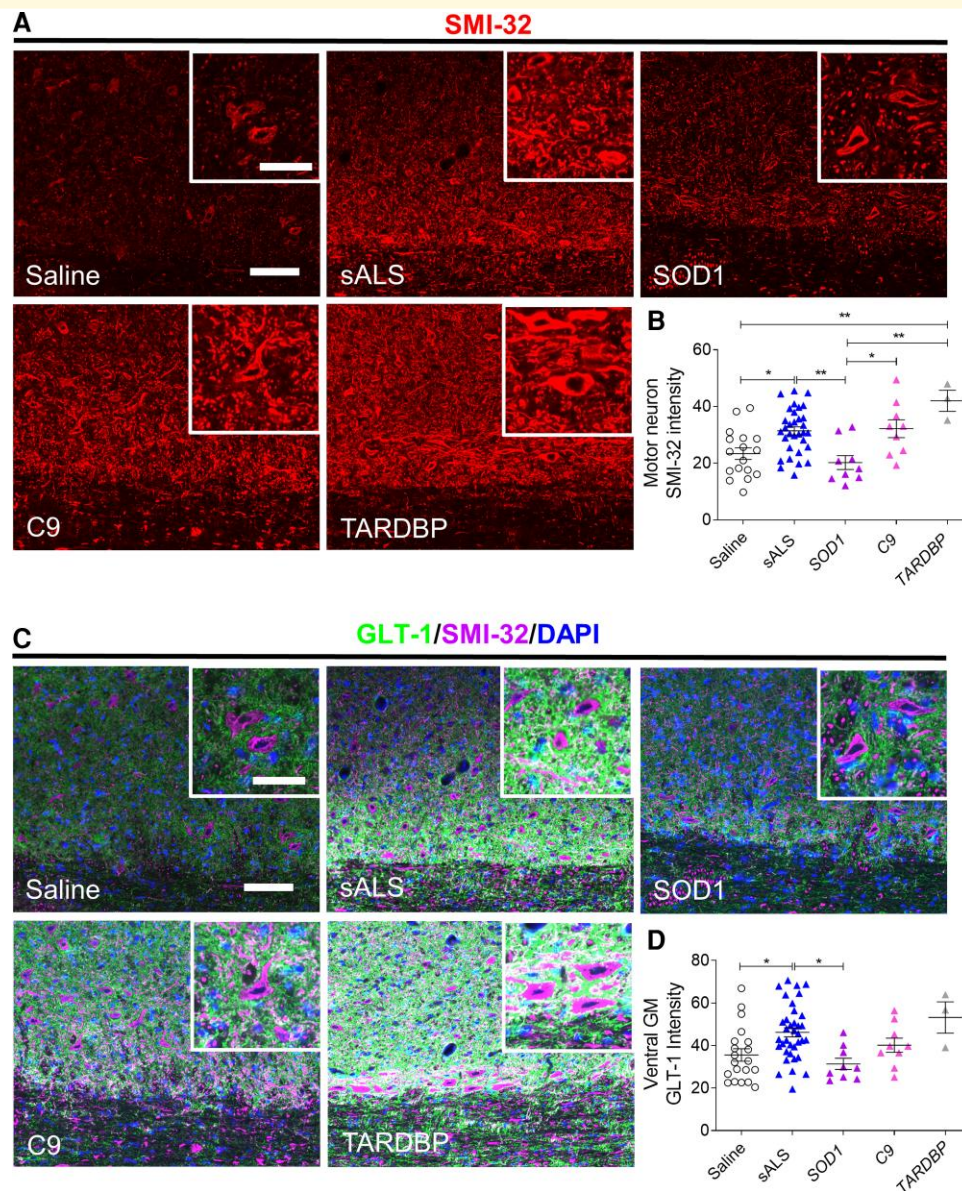 A
SMI-32
Saline
sALS
SOD1
C9
TARDBP
B
**
**
*
*
**
60
40
20
0
Motor neuron
SMI-32 intensity
Saline
sALS
SOD1
C9
TARDBP
C
GLT-1/SMI-32/DAPI
Saline
sALS
SOD1
C9
TARDBP
D
*
*
80
60
40
20
0
Ventral GM
GLT-1 Intensity
Saline
sALS
SOD1
C9
TARDBP